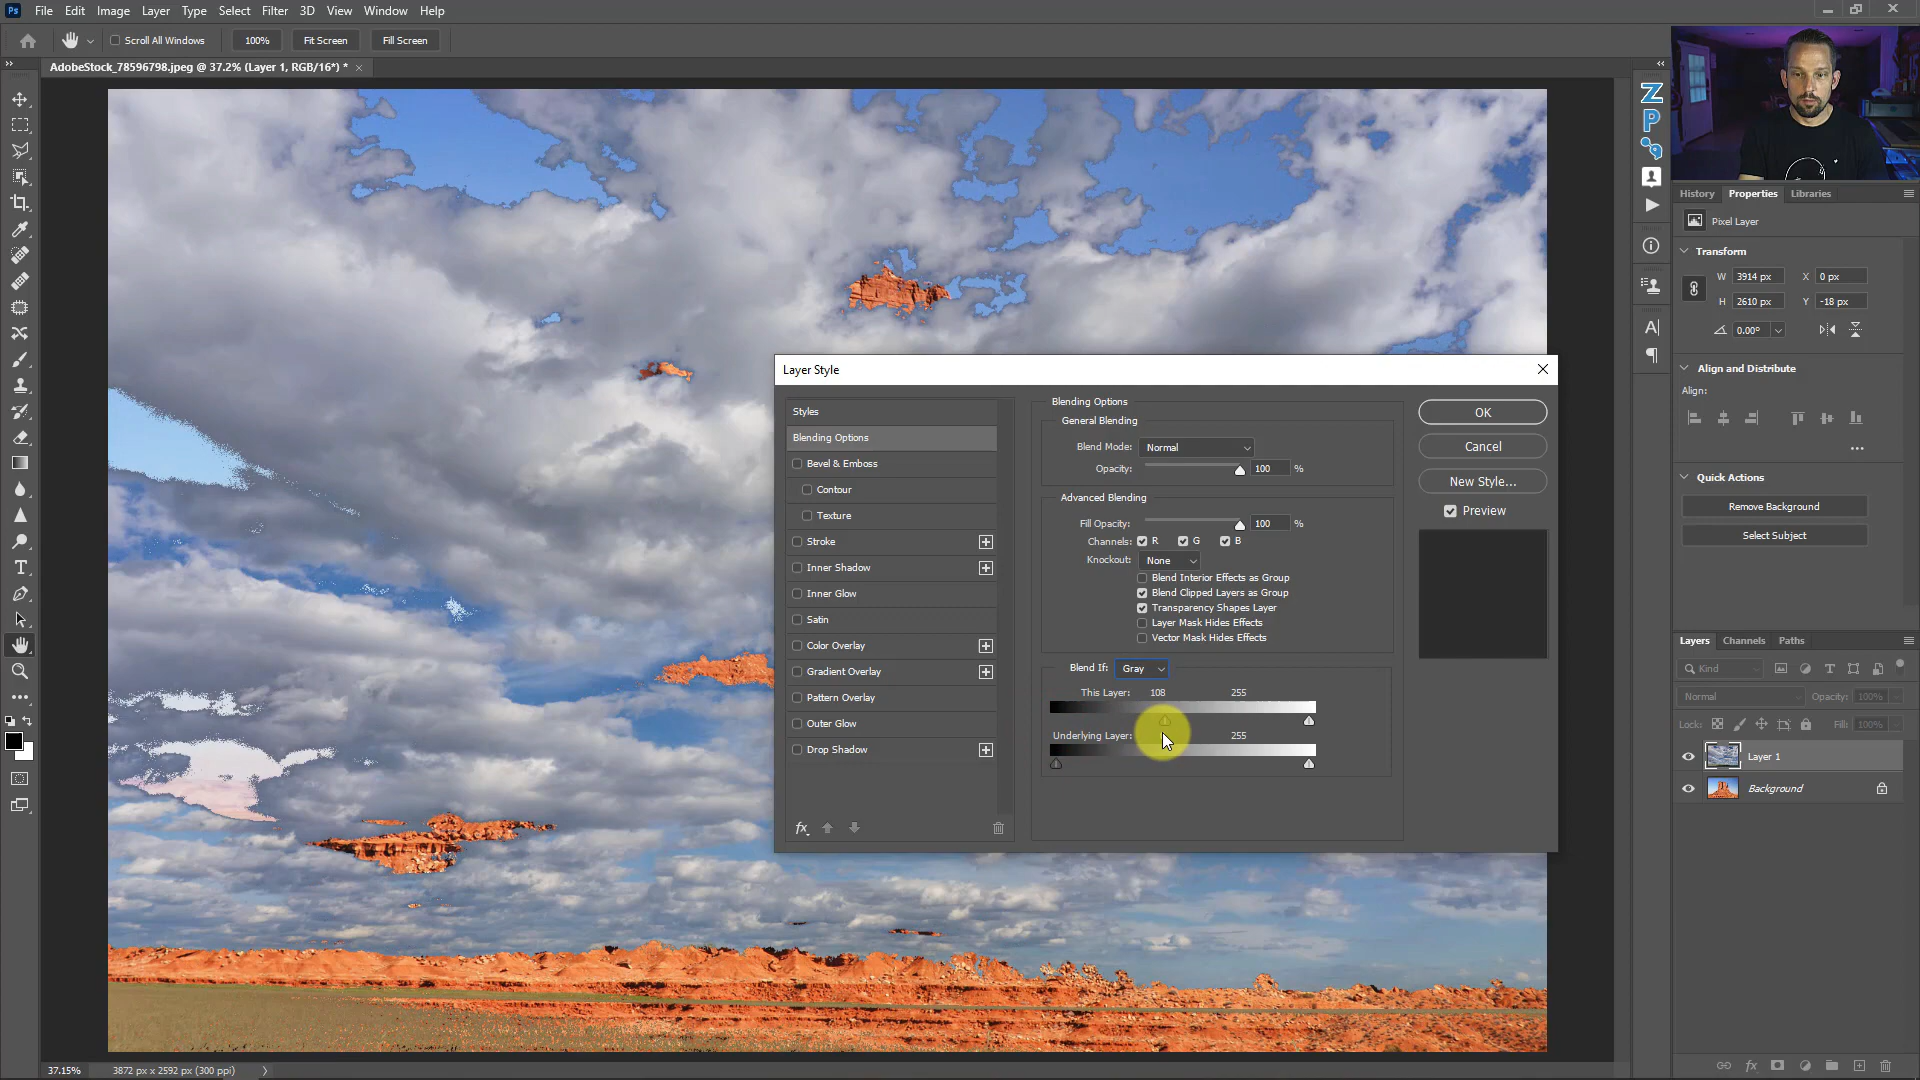 Ps File Edit Image Layer Type Select Filter 3D View Window Help
Scroll All Windows 100% Fit Screen Fill Screen
AdobeStock_78596798.jpeg @ 37.2% (Layer 1, RGB/16*) * ×
History Properties Libraries
Pixel Layer
Transform
W 3914 px X 0 px
H 2610 px Y -18 px
0.00°
Align and Distribute
Align:
Quick Actions
Remove Background
Select Subject
Layer Style
Styles
Blending Options
Bevel & Emboss
Contour
Texture
Stroke
Inner Shadow
Inner Glow
Satin
Color Overlay
Gradient Overlay
Pattern Overlay
Outer Glow
Drop Shadow
fx
Blending Options
General Blending
Blend Mode: Normal
Opacity: 100 %
Advanced Blending
Fill Opacity: 100 %
Channels: R G B
Knockout: None
Blend Interior Effects as Group
Blend Clipped Layers as Group
Transparency Shapes Layer
Layer Mask Hides Effects
Vector Mask Hides Effects
Blend If: Gray
This Layer: 108 255
Underlying Layer: 255
OK
Cancel
New Style...
Preview
Layers Channels Paths
Kind
Normal Opacity: 100%
Lock: Fill: 100%
Layer 1
Background
37.15% 3872 px x 2592 px (300 ppi)